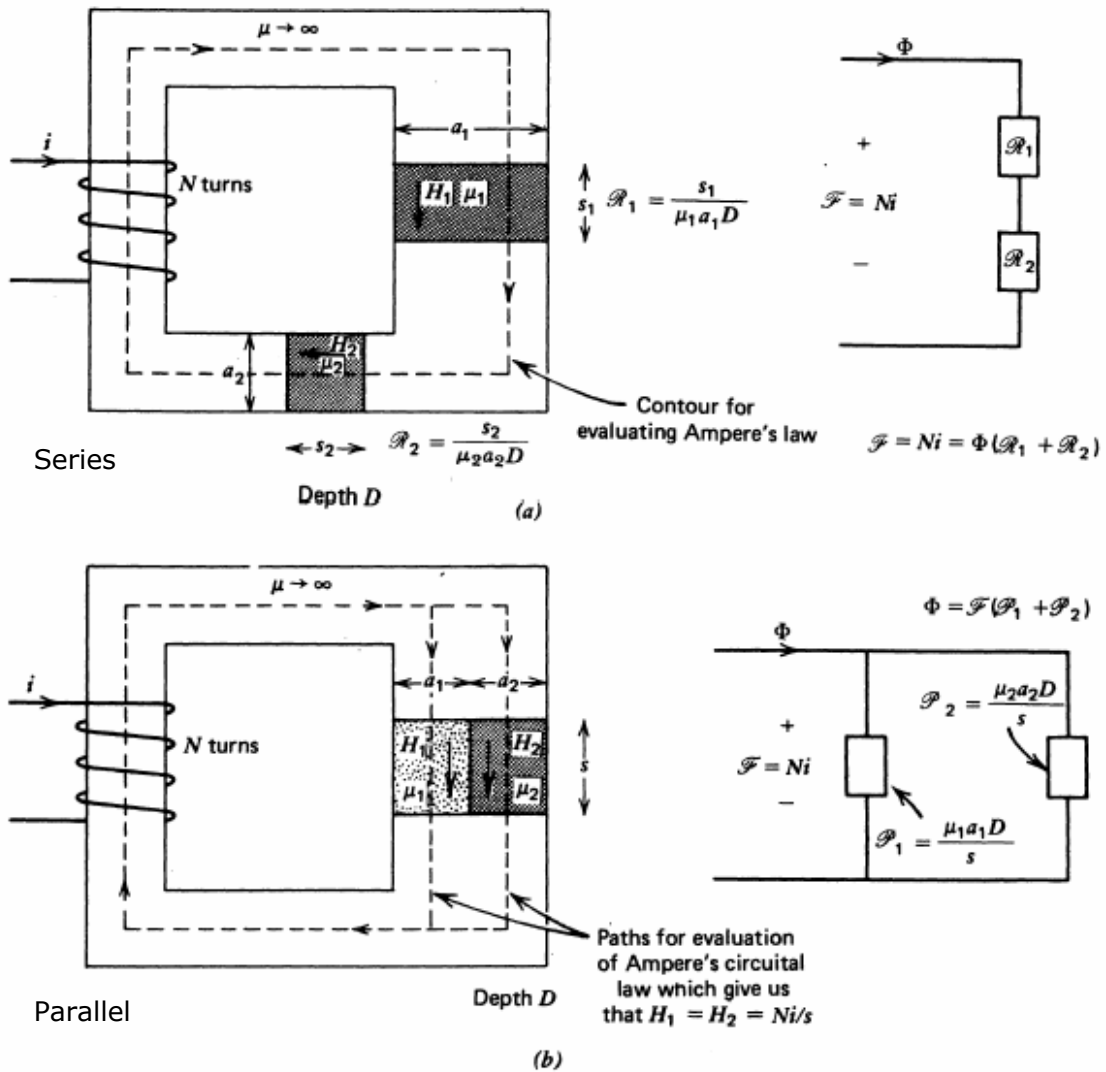 μ → ∞
Φ
i
N turns
a₁
H₁ μ₁
s₁
ℛ₁ = s₁ / μ₁a₁D
+
ℱ = Ni
−
ℛ₁
ℛ₂
a₂
H₂
μ₂
s₂
ℛ₂ = s₂ / μ₂a₂D
Contour for
evaluating Ampere's law
ℱ = Ni = Φ(ℛ₁ + ℛ₂)
Series
Depth D
(a)
μ → ∞
Φ = ℱ(𝒫₁ + 𝒫₂)
Φ
i
N turns
a₁
a₂
H₁
μ₁
H₂
μ₂
s
+
ℱ = Ni
−
𝒫₂ = μ₂a₂D / s
𝒫₁ = μ₁a₁D / s
Paths for evaluation
of Ampere's circuital
law which give us
that H₁ = H₂ = Ni/s
Depth D
Parallel
(b)